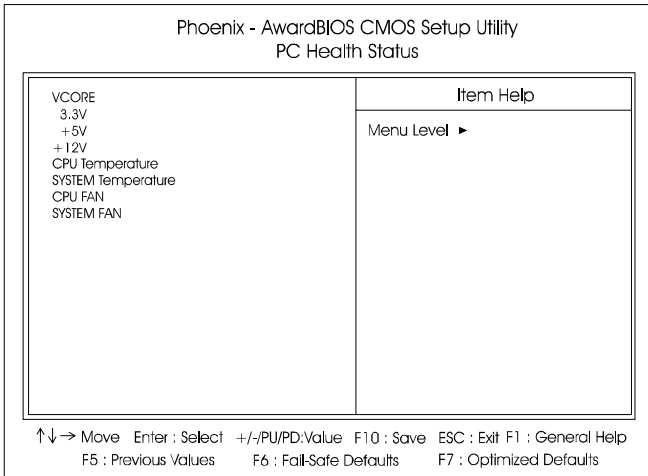 Phoenix - AwardBIOS CMOS Setup Utility
PC Health Status
VCORE
3.3V
+5V
+12V
CPU Temperature
SYSTEM Temperature
CPU FAN
SYSTEM FAN
Item Help
Menu Level ►
↑↓→ Move Enter : Select +/-/PU/PD:Value F10 : Save ESC : Exit F1 : General Help
F5 : Previous Values F6 : Fail-Safe Defaults F7 : Optimized Defaults